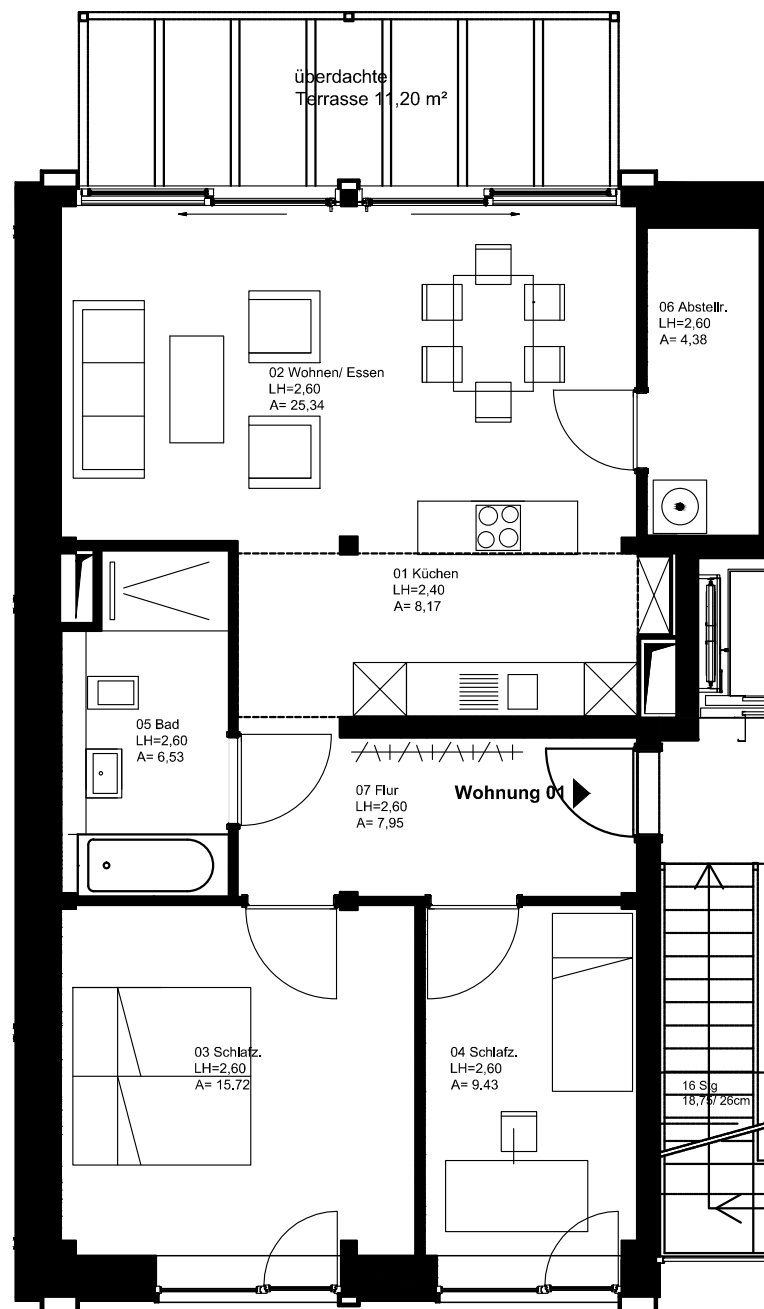 überdachte
Terrasse 11,20 m²
06 Abstellr.
LH=2,60
A= 4,38
02 Wohnen/ Essen
LH=2,60
A= 25,34
01 Küchen
LH=2,40
A= 8,17
05 Bad
LH=2,60
A= 6,53
07 Flur
LH=2,60
A= 7,95
Wohnung 01
03 Schlafz.
LH=2,60
A= 15.72
04 Schlafz.
LH=2,60
A= 9.43
16 Stg
18,75/ 26cm